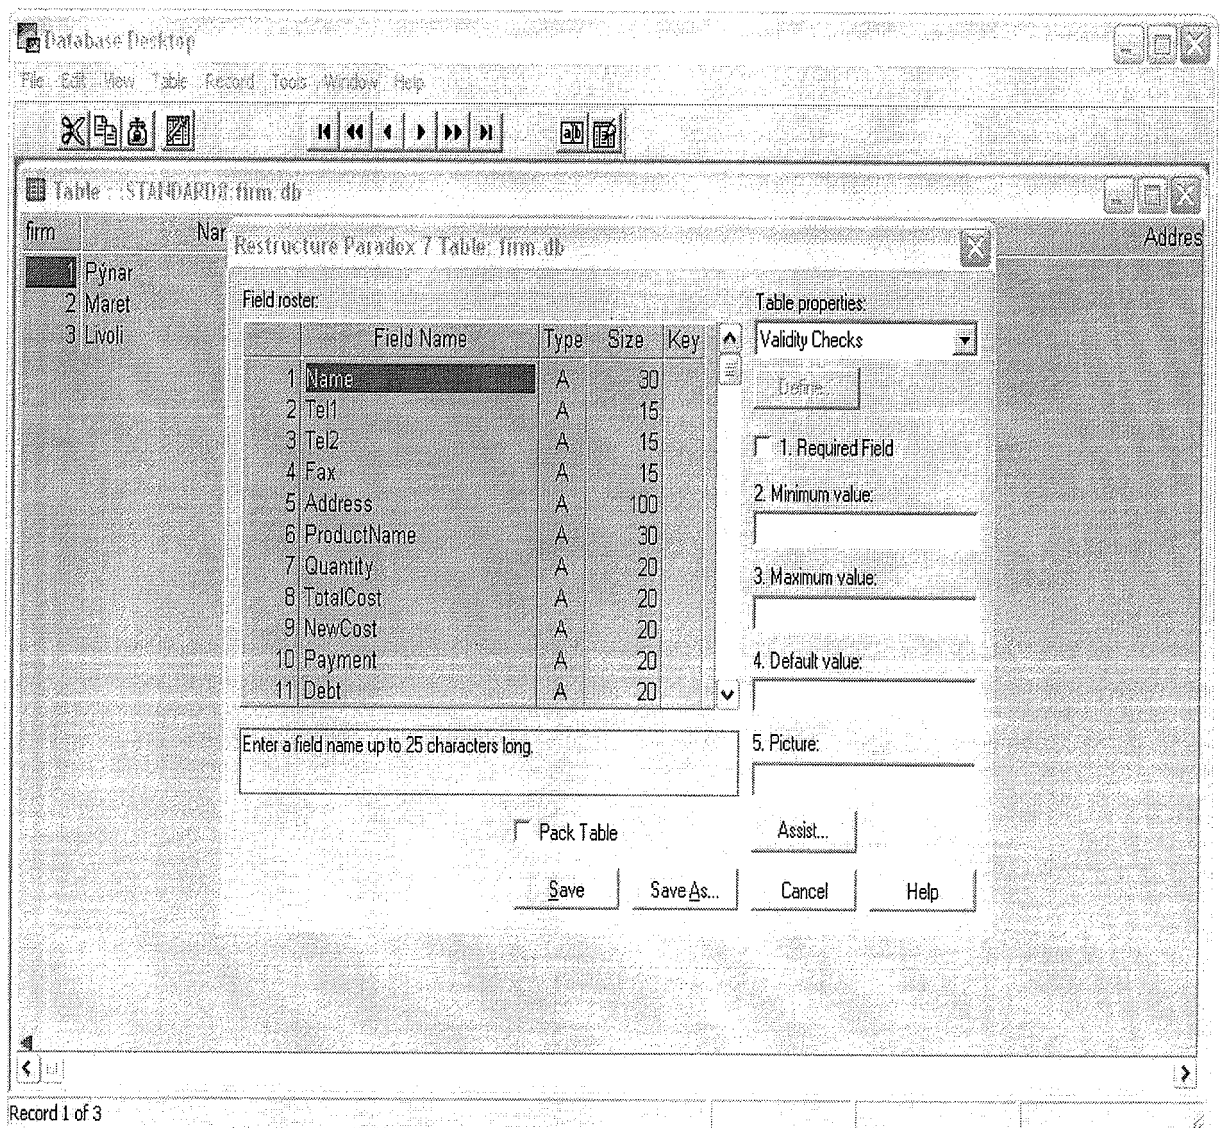 Database Desktop
File Edit View Table Record Tools Window Help
Table : :STANDARD8:firm.db
firm Nar Addres
1 Pýnar
2 Maret
3 Livoli
Restructure Paradox 7 Table: firm.db
Field roster:
Field Name Type Size Key
1 Name A 30
2 Tel1 A 15
3 Tel2 A 15
4 Fax A 15
5 Address A 100
6 ProductName A 30
7 Quantity A 20
8 TotalCost A 20
9 NewCost A 20
10 Payment A 20
11 Debt A 20
Enter a field name up to 25 characters long.
Table properties:
Validity Checks
Define...
1. Required Field
2. Minimum value:
3. Maximum value:
4. Default value:
5. Picture:
Assist...
Pack Table
Save Save As... Cancel Help
Record 1 of 3